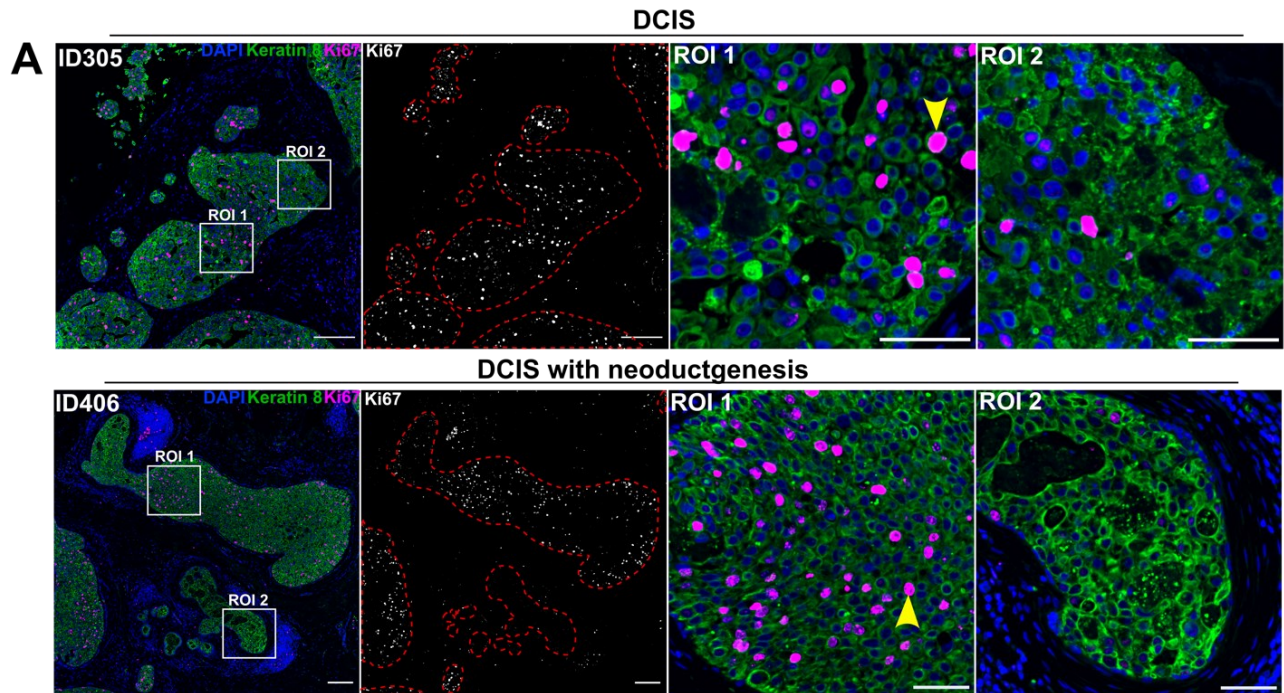 DCIS
A
ID305
DAPI Keratin 8 Ki67
Ki67
ROI 1
ROI 2
ROI 2
ROI 1
DCIS with neoductgenesis
ID406
DAPI Keratin 8 Ki67
Ki67
ROI 1
ROI 2
ROI 1
ROI 2